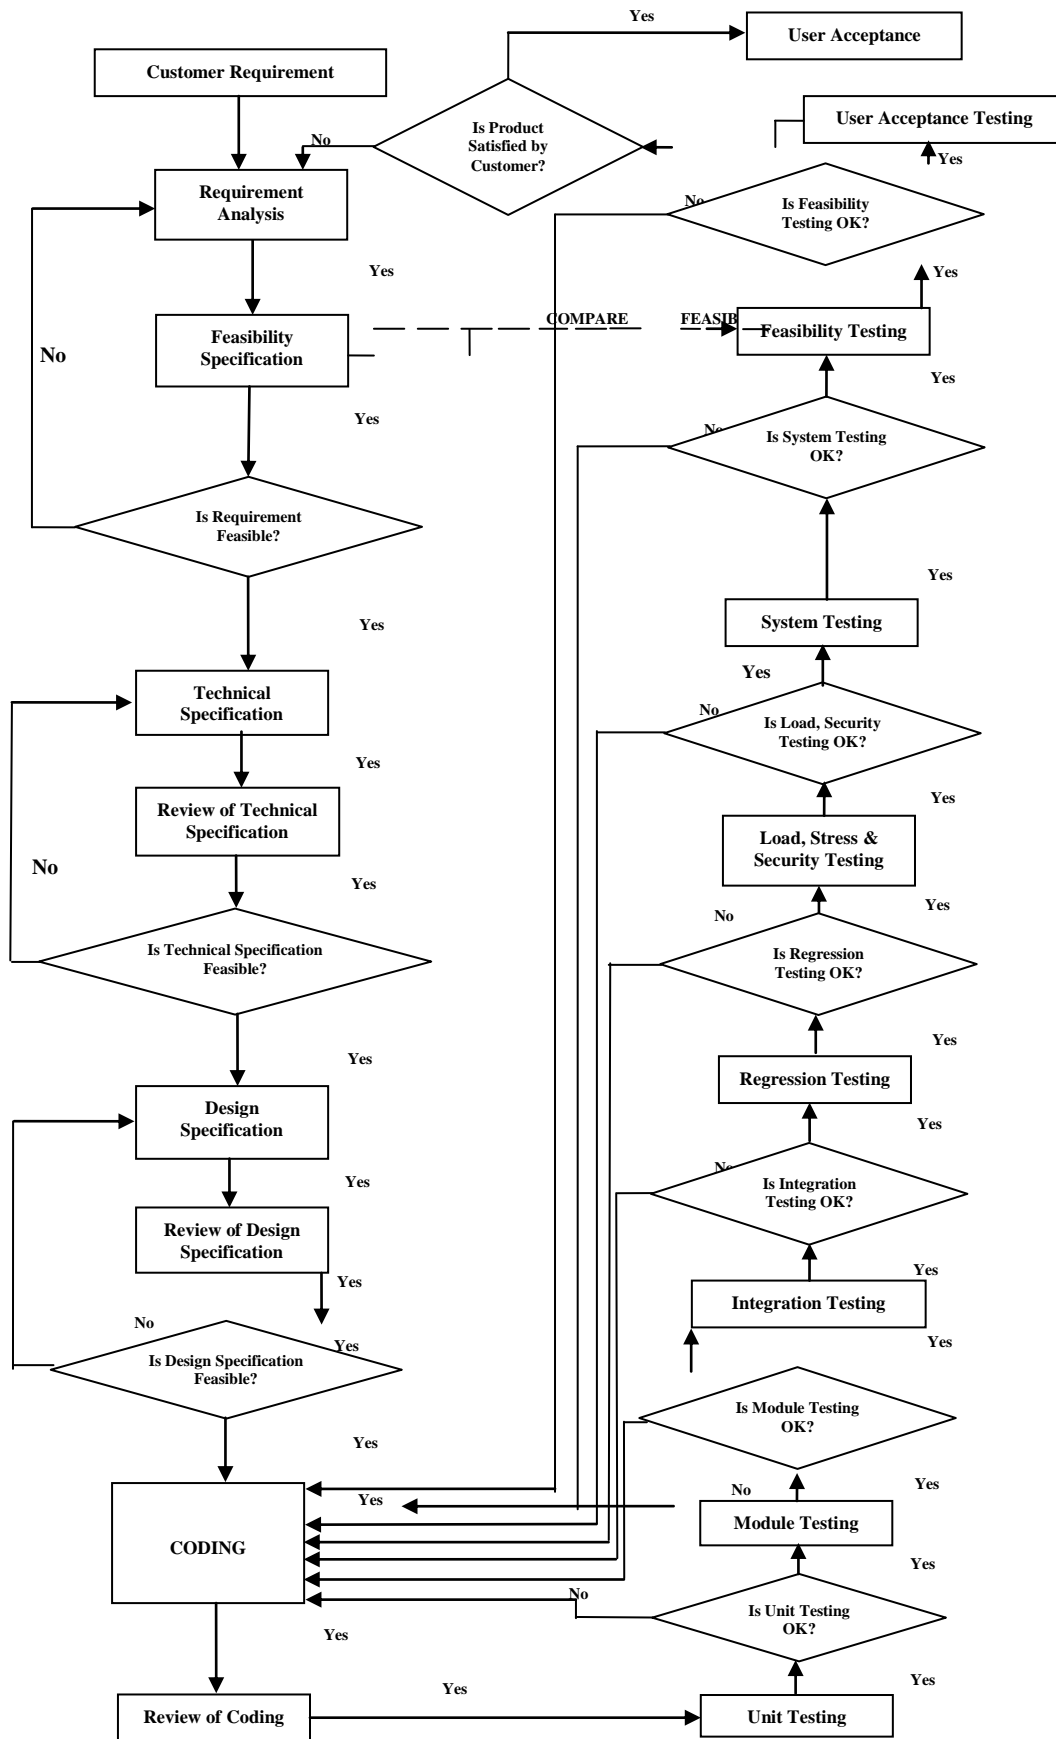 Yes
User Acceptance
Customer Requirement
Is Product
Satisfied by
Customer?
No
User Acceptance Testing
Yes
Requirement
Analysis
No
Is Feasibility
Testing OK?
Yes
Yes
Feasibility
Specification
COMPARE
FEASIB
Feasibility Testing
No
Yes
Yes
No
Is System Testing
OK?
Is Requirement
Feasible?
Yes
Yes
System Testing
Technical
Specification
Yes
No
Is Load, Security
Testing OK?
Yes
Review of Technical
Specification
Yes
Load, Stress &
Security Testing
No
Yes
Yes
No
Is Technical Specification
Feasible?
Is Regression
Testing OK?
Yes
Yes
Regression Testing
Design
Specification
Yes
No
Is Integration
Testing OK?
Yes
Review of Design
Specification
Yes
Yes
Integration Testing
No
Yes
Yes
Is Design Specification
Feasible?
Is Module Testing
OK?
Yes
Yes
No
Yes
Module Testing
CODING
Yes
No
Is Unit Testing
OK?
Yes
Yes
Yes
Review of Coding
Unit Testing